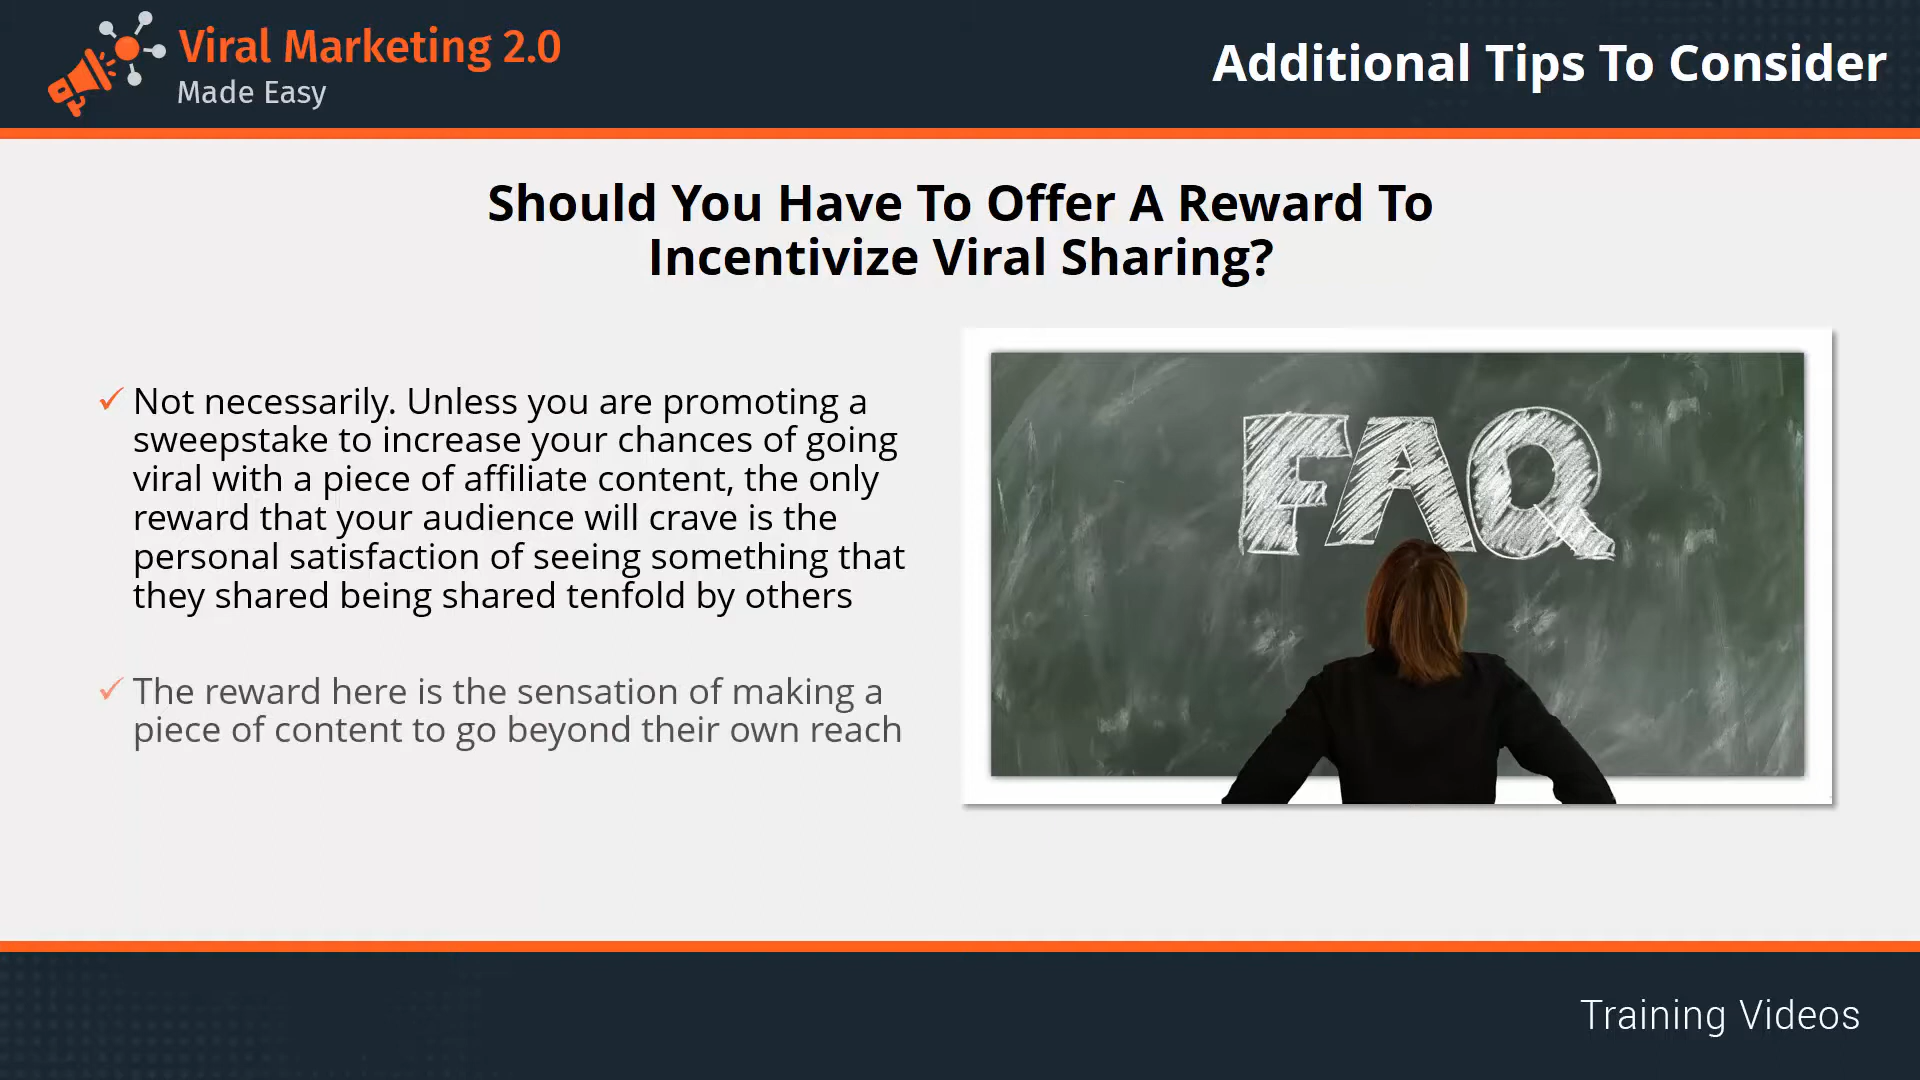 Viral Marketing 2.0
Made Easy
Additional Tips To Consider
Should You Have To Offer A Reward To
Incentivize Viral Sharing?
✓ Not necessarily. Unless you are promoting a
sweepstake to increase your chances of going
viral with a piece of affiliate content, the only
reward that your audience will crave is the
personal satisfaction of seeing something that
they shared being shared tenfold by others
✓ The reward here is the sensation of making a
piece of content to go beyond their own reach
FAQ
Training Videos